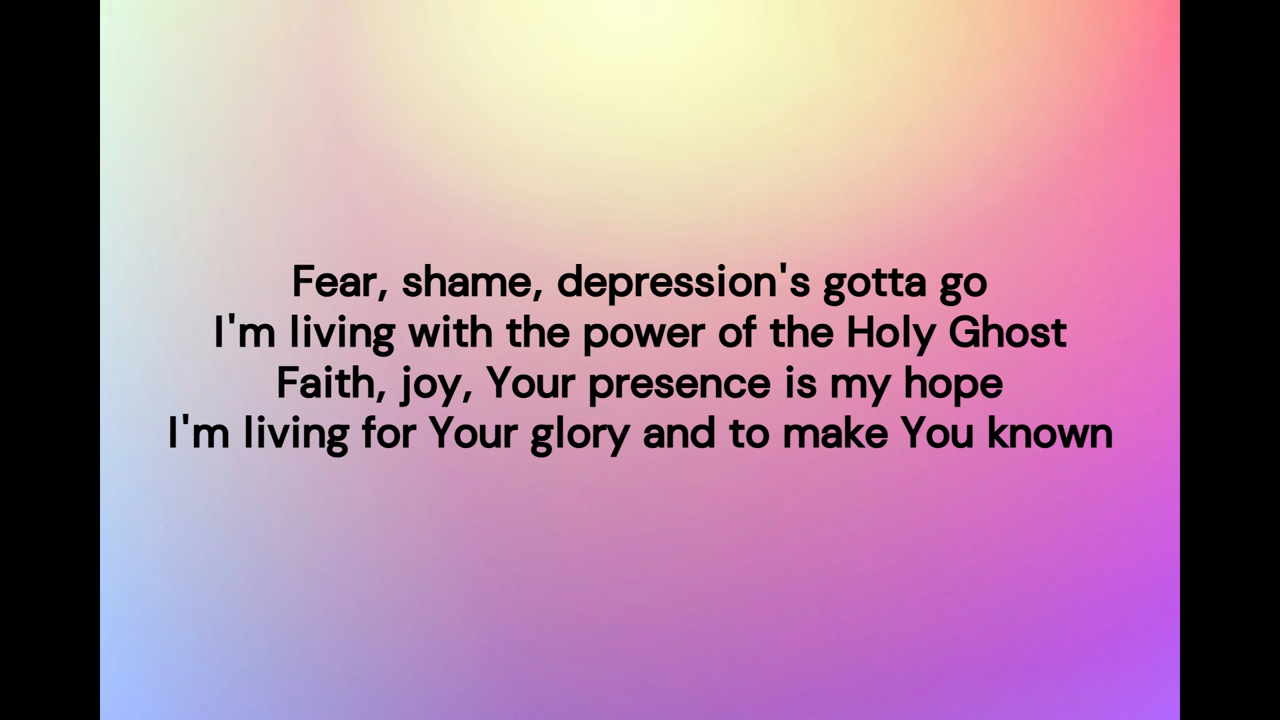 Fear, shame, depression's gotta go
I'm living with the power of the Holy Ghost
Faith, joy, Your presence is my hope
I'm living for Your glory and to make You known